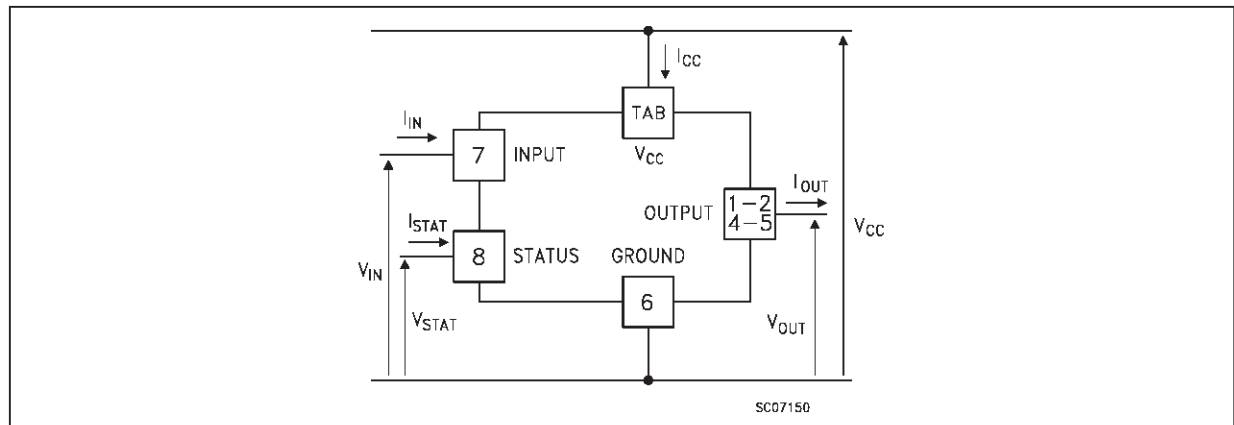 I_CC
TAB
V_CC
I_IN
7
INPUT
I_OUT
1-2
4-5
OUTPUT
V_CC
I_STAT
8
STATUS
GROUND
6
V_IN
V_STAT
V_OUT
SC07150